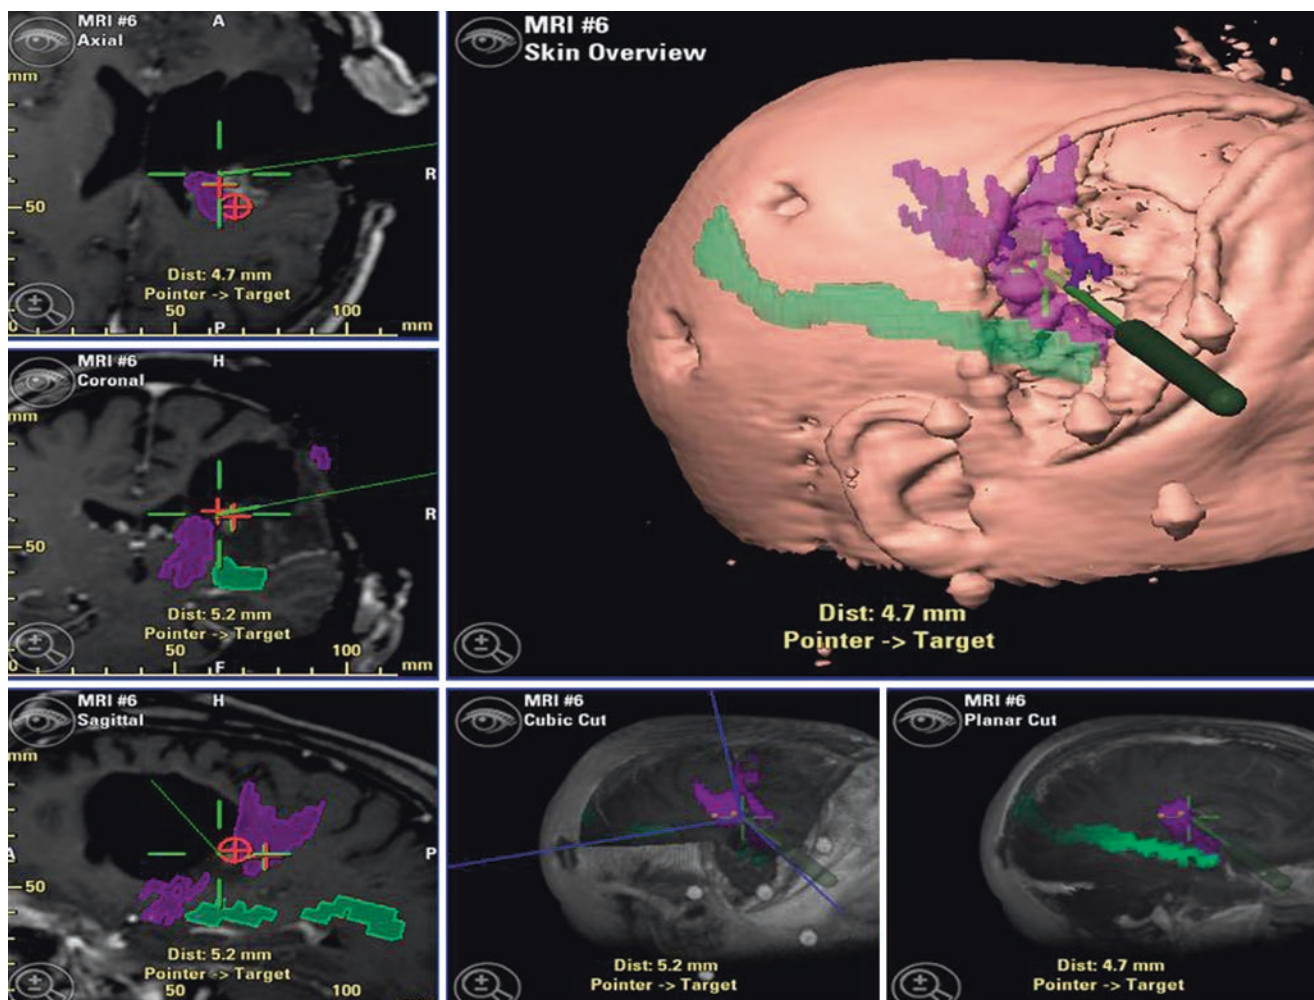 MRI #6
Axial
A
mm
R
50
Dist: 4.7 mm
Pointer -> Target
0
50
100
mm
P
MRI #6
Skin Overview
Dist: 4.7 mm
Pointer -> Target
MRI #6
Coronal
H
mm
R
50
Dist: 5.2 mm
Pointer -> Target
0
50
100
mm
F
MRI #6
Sagittal
H
mm
A
P
50
Dist: 5.2 mm
Pointer -> Target
50
100
MRI #6
Cubic Cut
Dist: 5.2 mm
Pointer -> Target
MRI #6
Planar Cut
Dist: 4.7 mm
Pointer -> Target